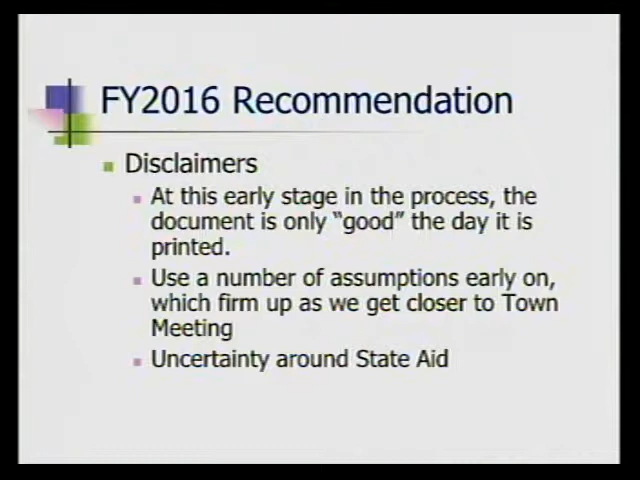 FY2016 Recommendation
Disclaimers
At this early stage in the process, the
document is only “good” the day it is
printed.
Use a number of assumptions early on,
which firm up as we get closer to Town
Meeting
Uncertainty around State Aid